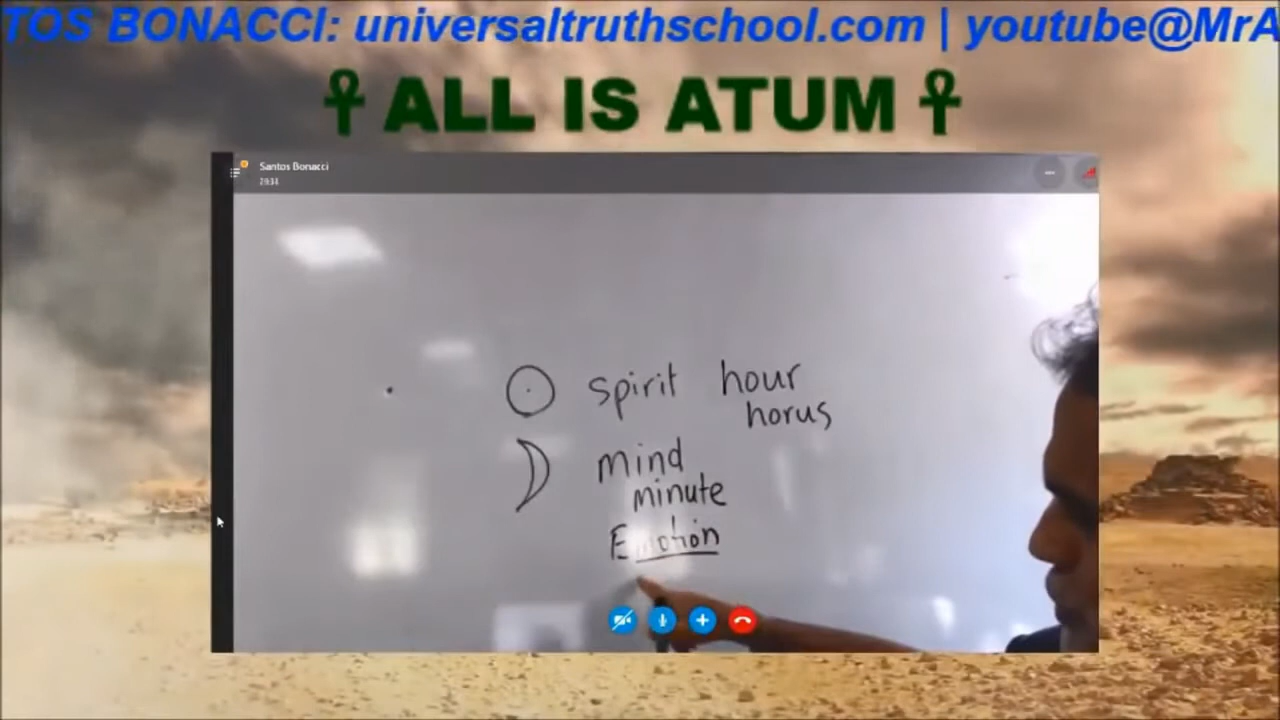 TOS BONACCI: universaltruthschool.com | youtube@MrA
☥ ALL IS ATUM ☥
Santos Bonacci
spirit hour
horus
mind
minute
Emotion